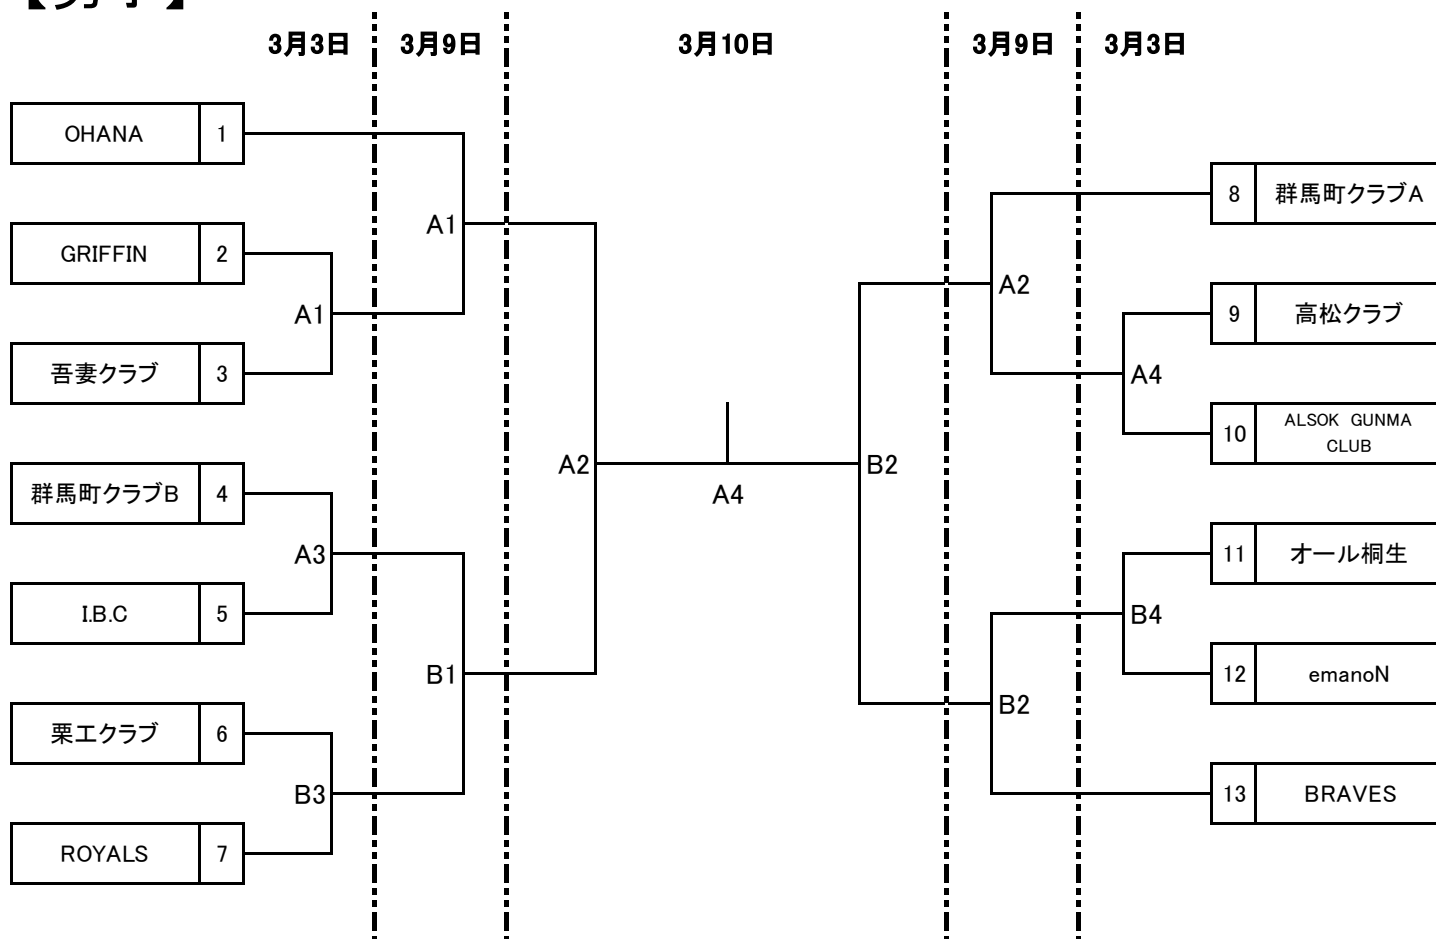 【男子】
3月3日 3月9日 3月10日 3月9日 3月3日
OHANA 1
GRIFFIN 2
吾妻クラブ 3
群馬町クラブB 4
I.B.C 5
栗工クラブ 6
ROYALS 7
A1
A3
B3
A1
B1
A2
A4
B2
A2
B2
A4
B4
8 群馬町クラブA
9 高松クラブ
10 ALSOK GUNMA
CLUB
11 オール桐生
12 emanoN
13 BRAVES